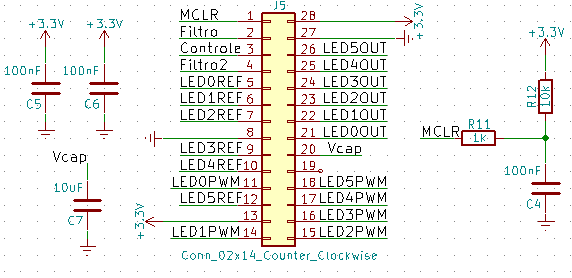 J5
MCLR 1 28 +3.3V
Filtro 2 27
Controle 3 26 LED5OUT
Filtro2 4 25 LED4OUT
LED0REF 5 24 LED3OUT
LED1REF 6 23 LED2OUT
LED2REF 7 22 LED1OUT
8 21 LED0OUT
LED3REF 9 20 Vcap
LED4REF 10 19
LED0PWM 11 18 LED5PWM
LED5REF 12 17 LED4PWM
+3.3V 13 16 LED3PWM
LED1PWM 14 15 LED2PWM
Conn_02x14_Counter_Clockwise
+3.3V +3.3V
100nF 100nF
C5 C6
Vcap
10uF
C7
+3.3V
R12
10k
MCLR R11
1k
100nF
C4
+3.3V